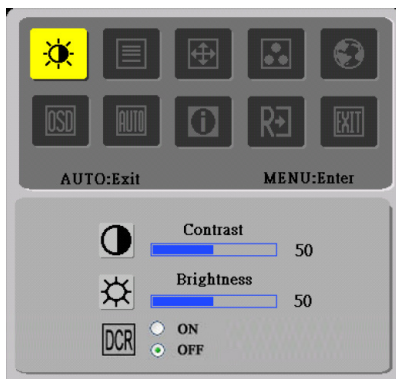 OSD AUTO i R EXIT
AUTO:Exit MENU:Enter
Contrast
50
Brightness
50
DCR
ON
OFF